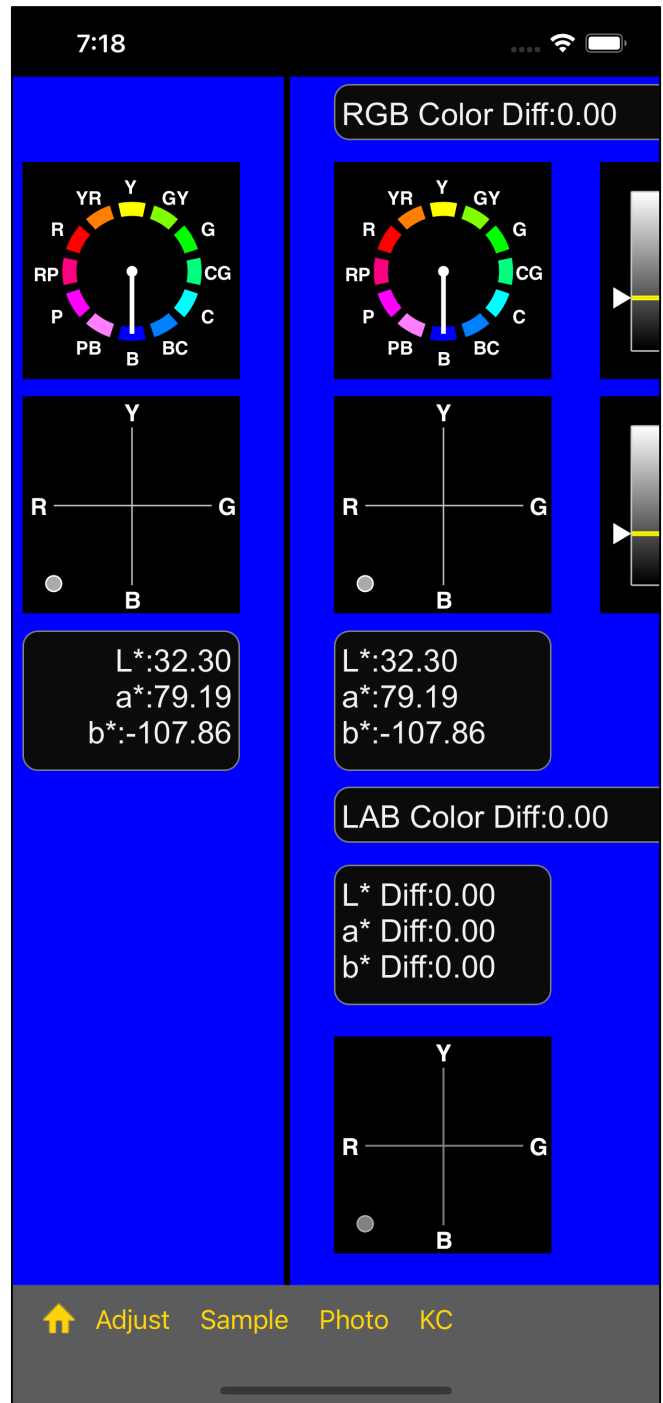 7:18
RGB Color Diff:0.00
Y
YR
GY
R
G
RP
CG
P
C
PB
BC
B
Y
YR
GY
R
G
RP
CG
P
C
PB
BC
B
Y
R
G
B
Y
R
G
B
L*:32.30
a*:79.19
b*:-107.86
L*:32.30
a*:79.19
b*:-107.86
LAB Color Diff:0.00
L* Diff:0.00
a* Diff:0.00
b* Diff:0.00
Y
R
G
B
Adjust Sample Photo KC